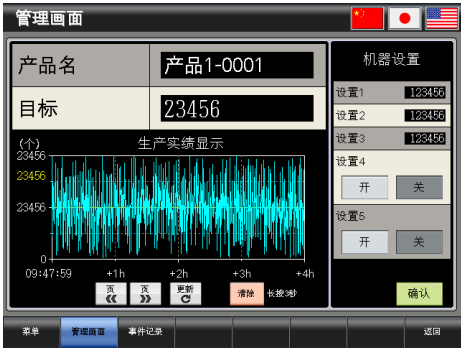 管理画面
产品名 产品1-0001
目标 23456
(个) 生产实绩显示
23456
23456
23456
0
09:47:59 +1h +2h +3h +4h
页 页 更新 清除 长按3秒
机器设置
设置1 123456
设置2 123456
设置3 123456
设置4
开 关
设置5
开 关
确认
菜单 管理画面 事件记录 返回